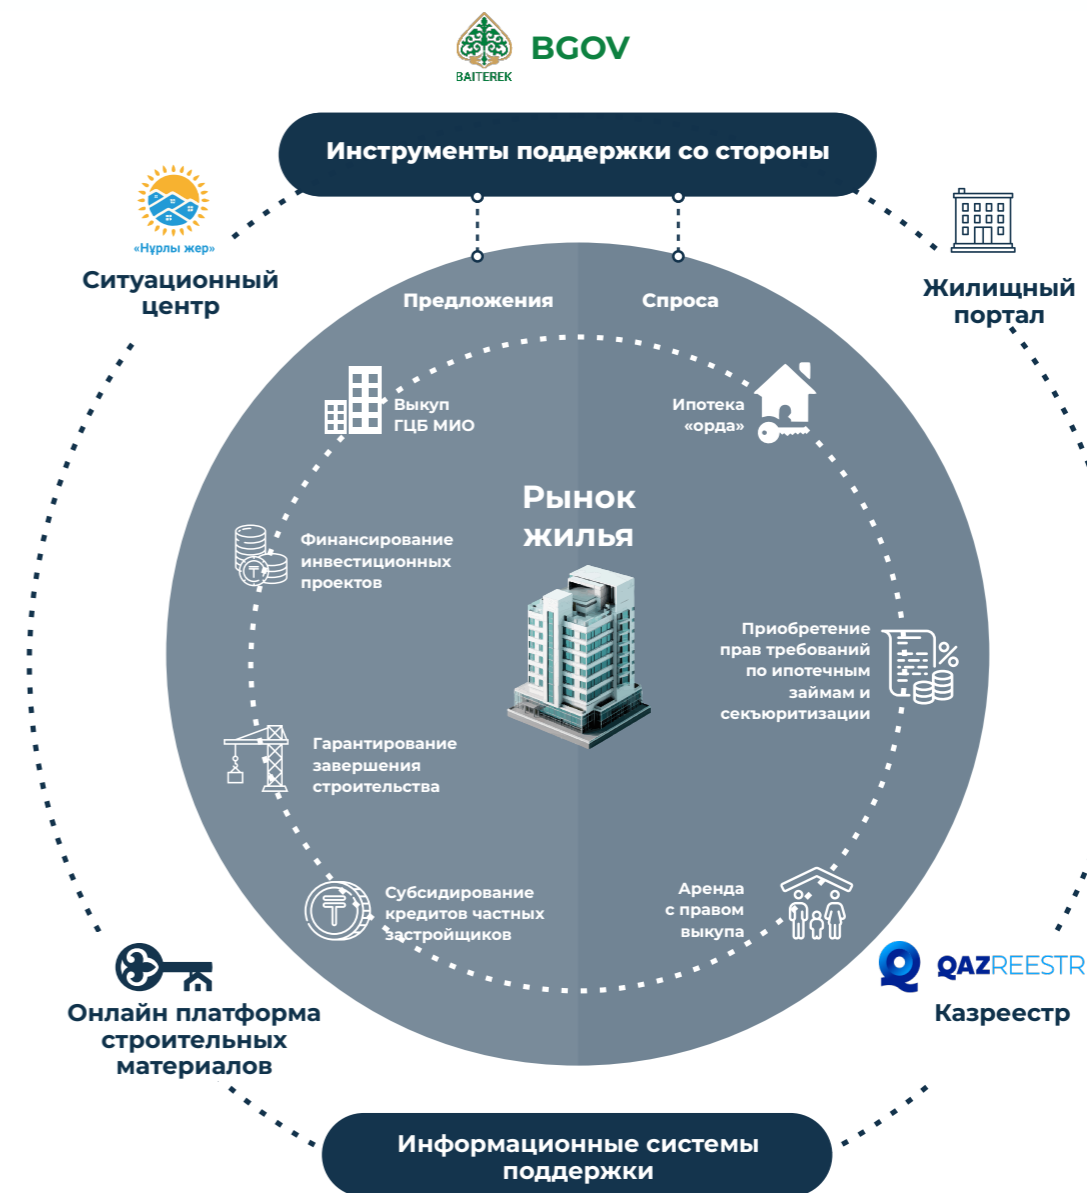 BAITEREK
BGOV
Инструменты поддержки со стороны
«Нұрлы жер»
Ситуационный
центр
Жилищный
портал
Предложения
Спроса
Выкуп
ГЦБ МИО
Ипотека
«орда»
Рынок
жилья
Финансирование
инвестиционных
проектов
Приобретение
прав требований
по ипотечным
займам и
секъюритизации
Гарантирование
завершения
строительства
Субсидирование
кредитов частных
застройщиков
Аренда
с правом
выкупа
Онлайн платформа
строительных
материалов
QAZREESTR
Казреестр
Информационные системы
поддержки